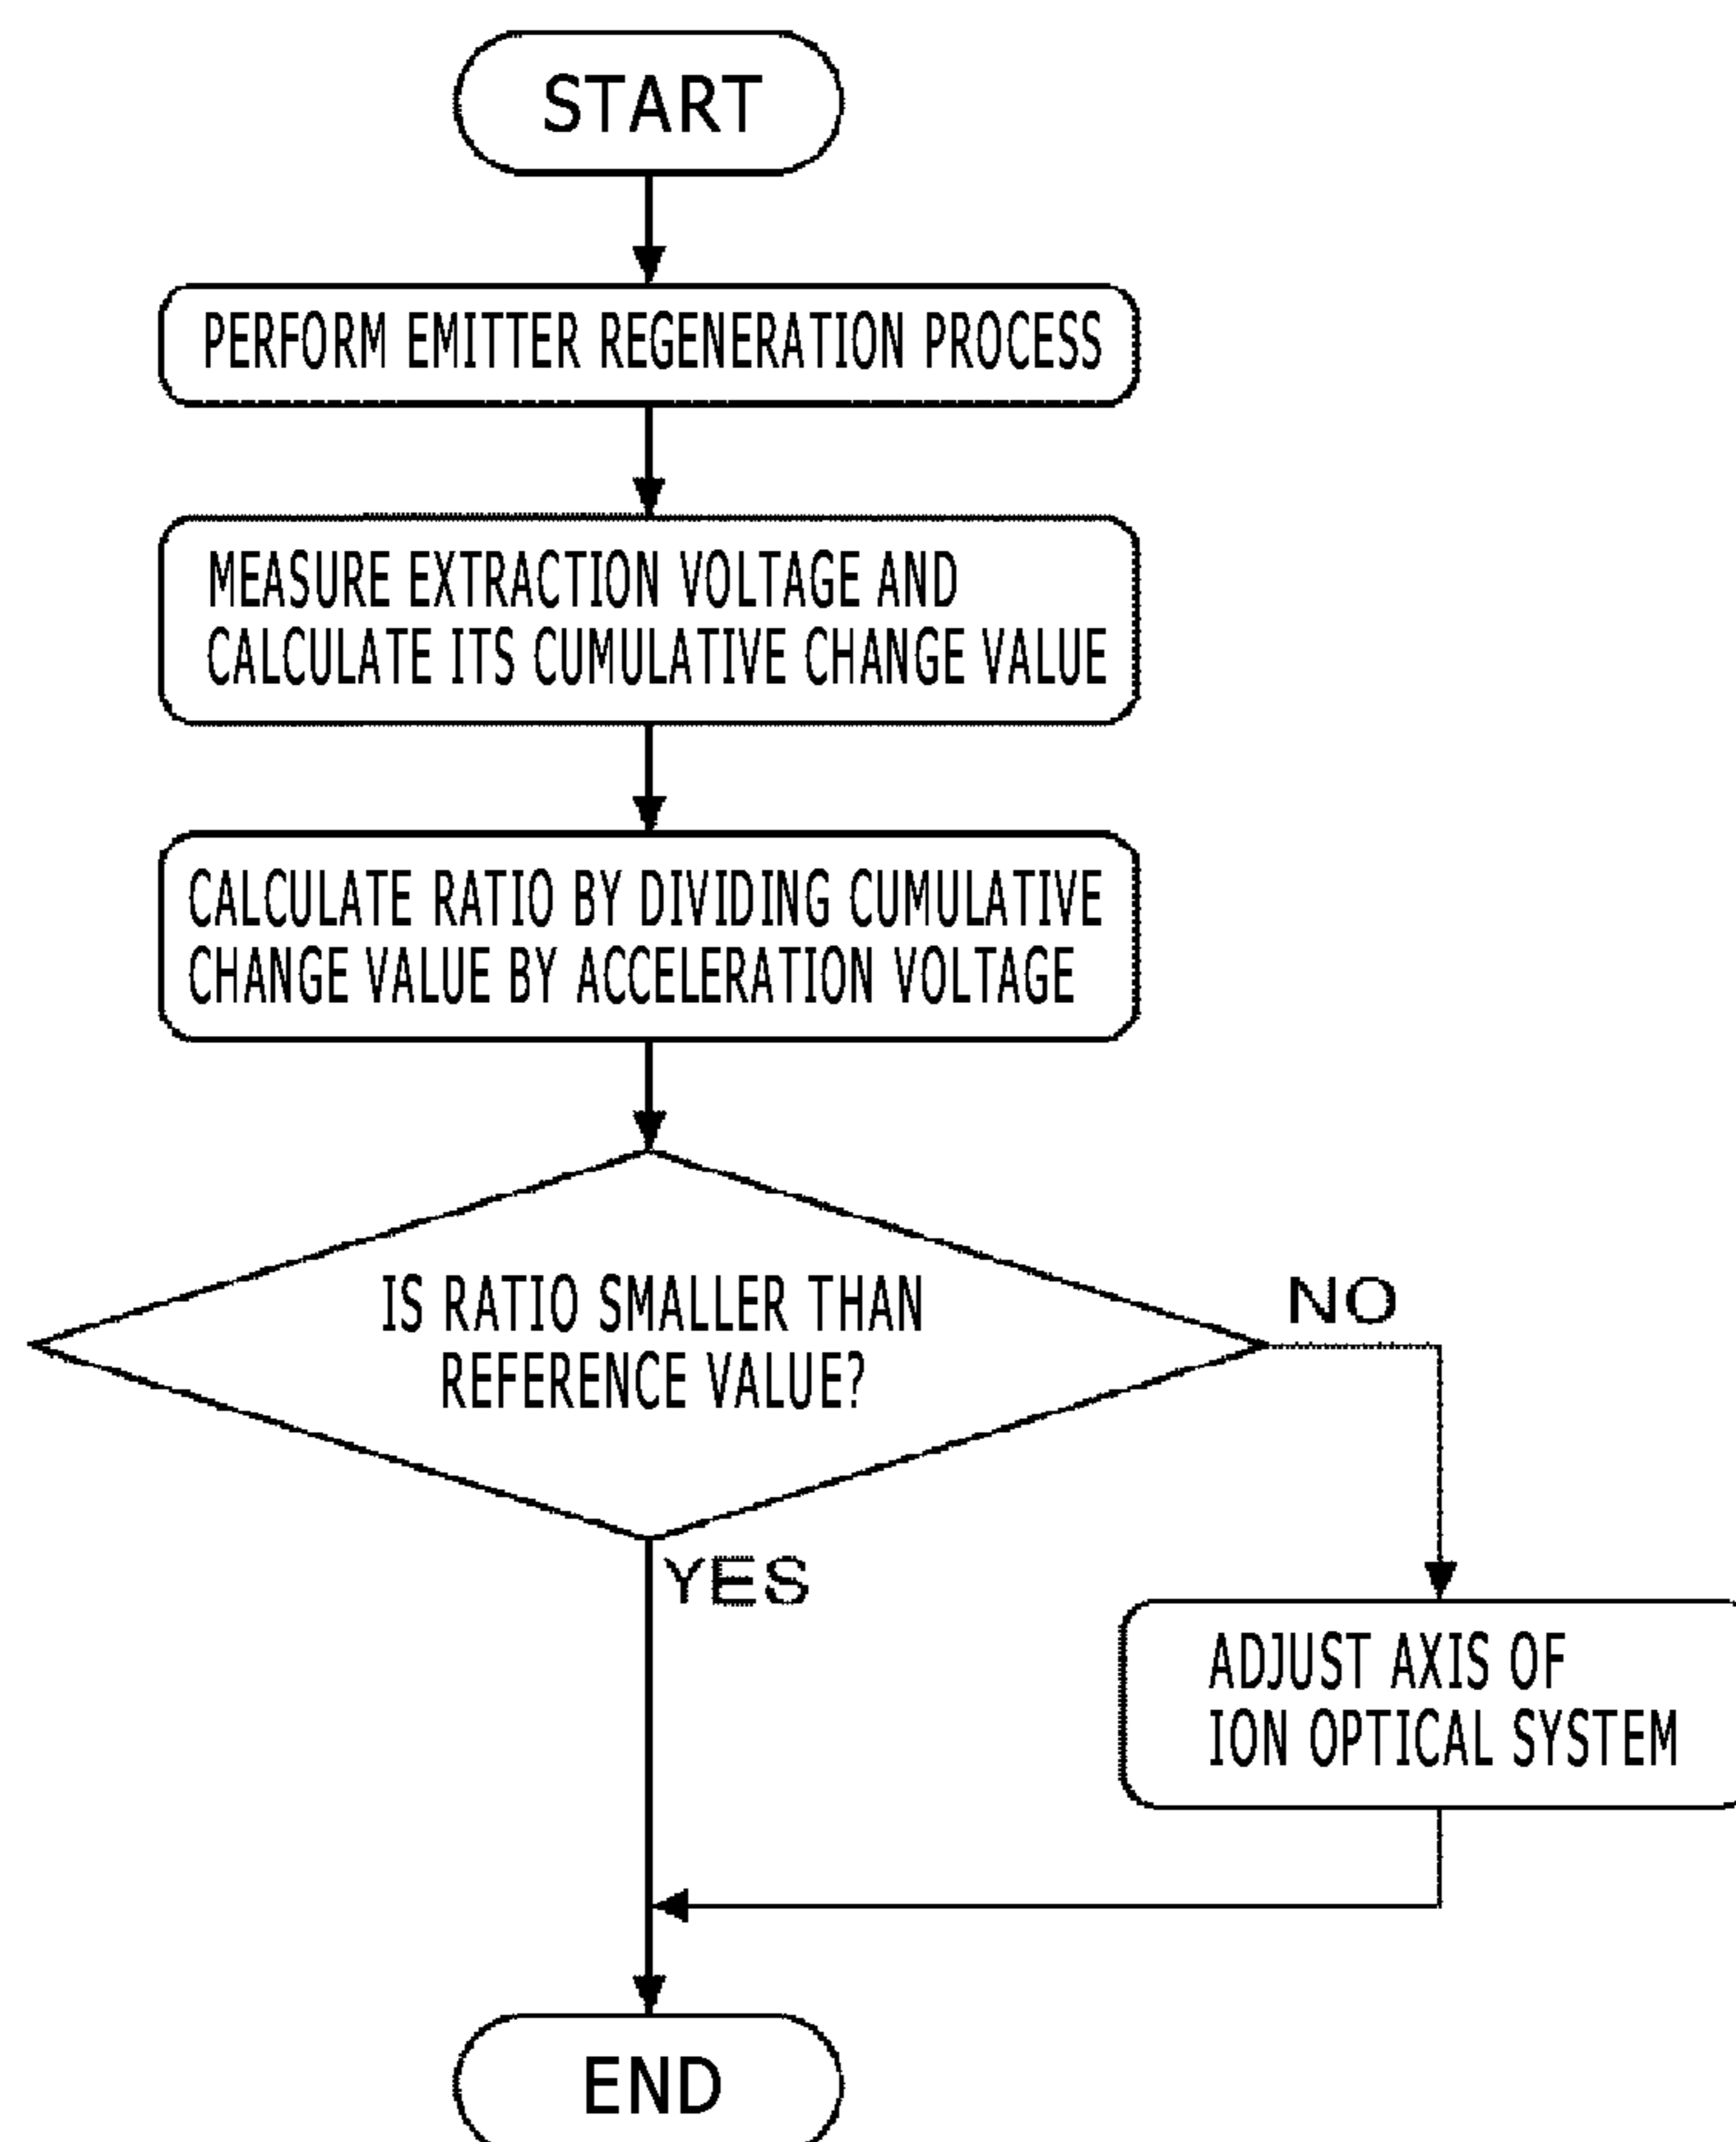 START
PERFORM EMITTER REGENERATION PROCESS
MEASURE EXTRACTION VOLTAGE AND
CALCULATE ITS CUMULATIVE CHANGE VALUE
CALCULATE RATIO BY DIVIDING CUMULATIVE
CHANGE VALUE BY ACCELERATION VOLTAGE
IS RATIO SMALLER THAN
REFERENCE VALUE?
NO
YES
ADJUST AXIS OF
ION OPTICAL SYSTEM
END